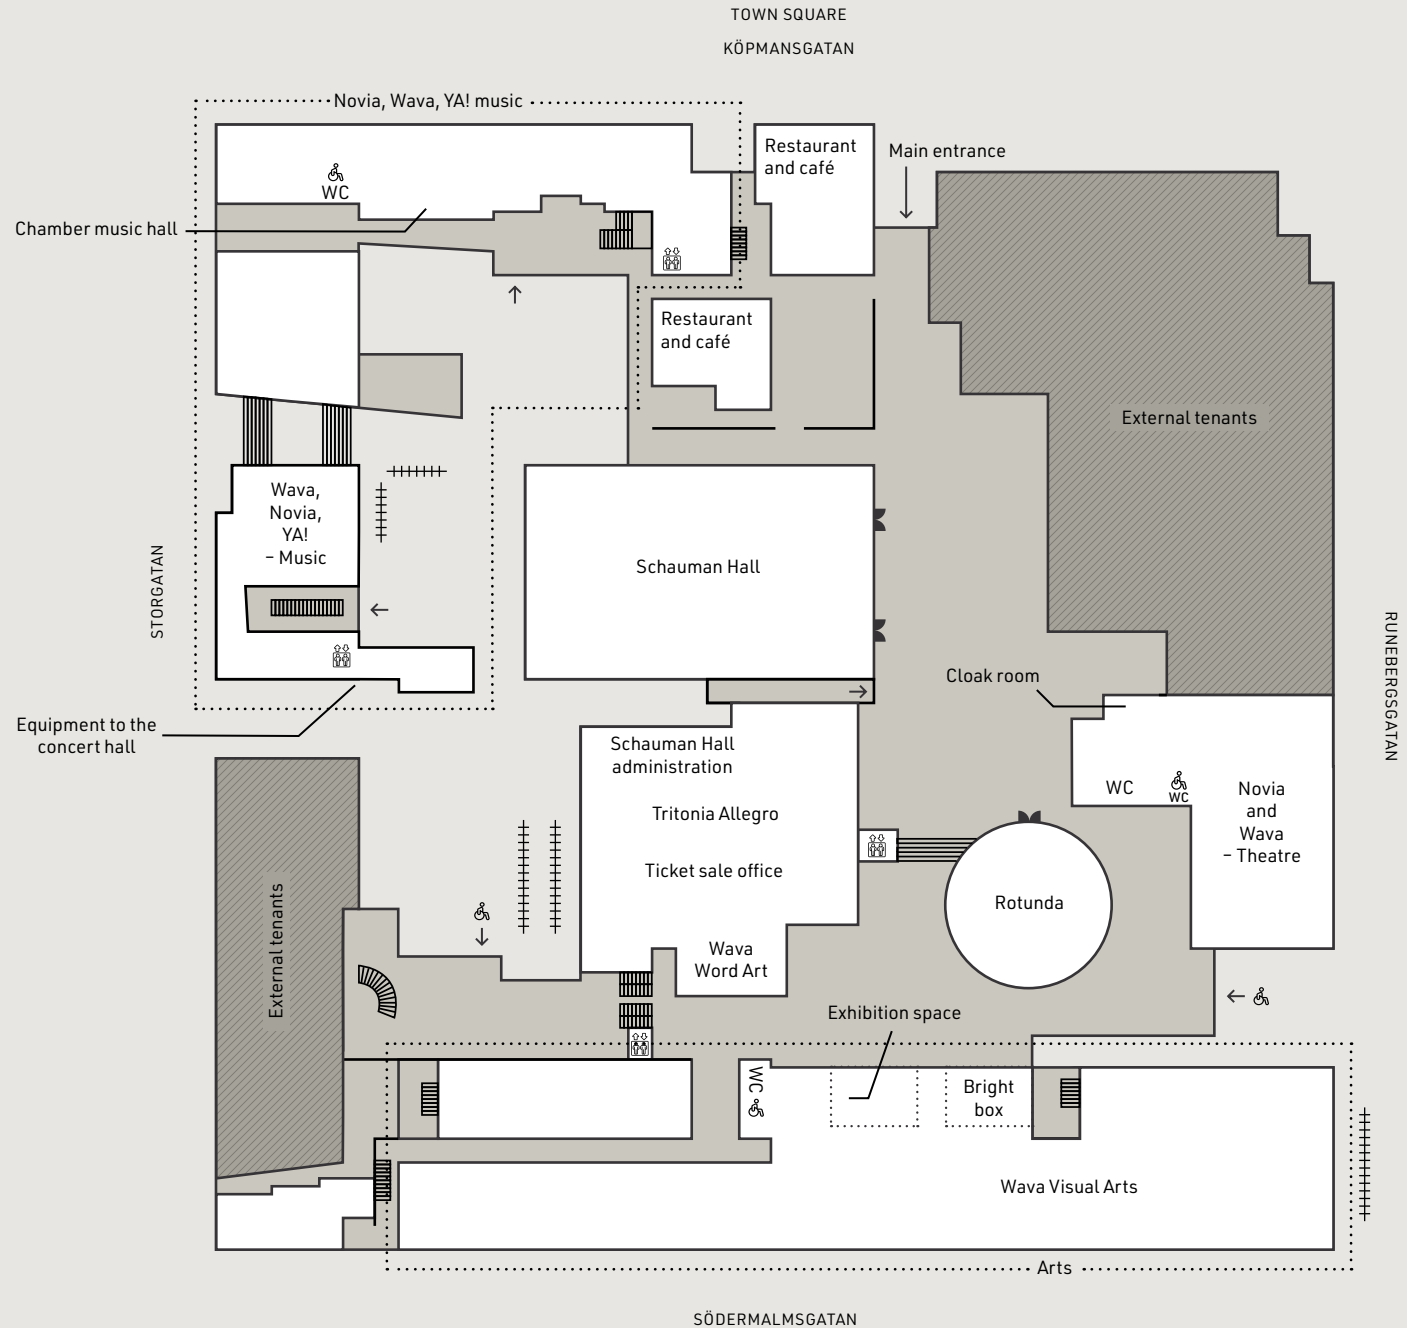 TOWN SQUARE
KÖPMANSGATAN
Novia, Wava, YA! music
Restaurant
and café
Main entrance
WC
Chamber music hall
Restaurant
and café
External tenants
Wava,
Novia,
YA!
– Music
STORGATAN
Schauman Hall
RUNEBERGSGATAN
Cloak room
Equipment to the
concert hall
Schauman Hall
administration
Tritonia Allegro
Ticket sale office
WC
WC
Novia
and
Wava
– Theatre
External tenants
Rotunda
Wava
Word Art
Exhibition space
WC
Bright
box
Wava Visual Arts
Arts
SÖDERMALMSGATAN